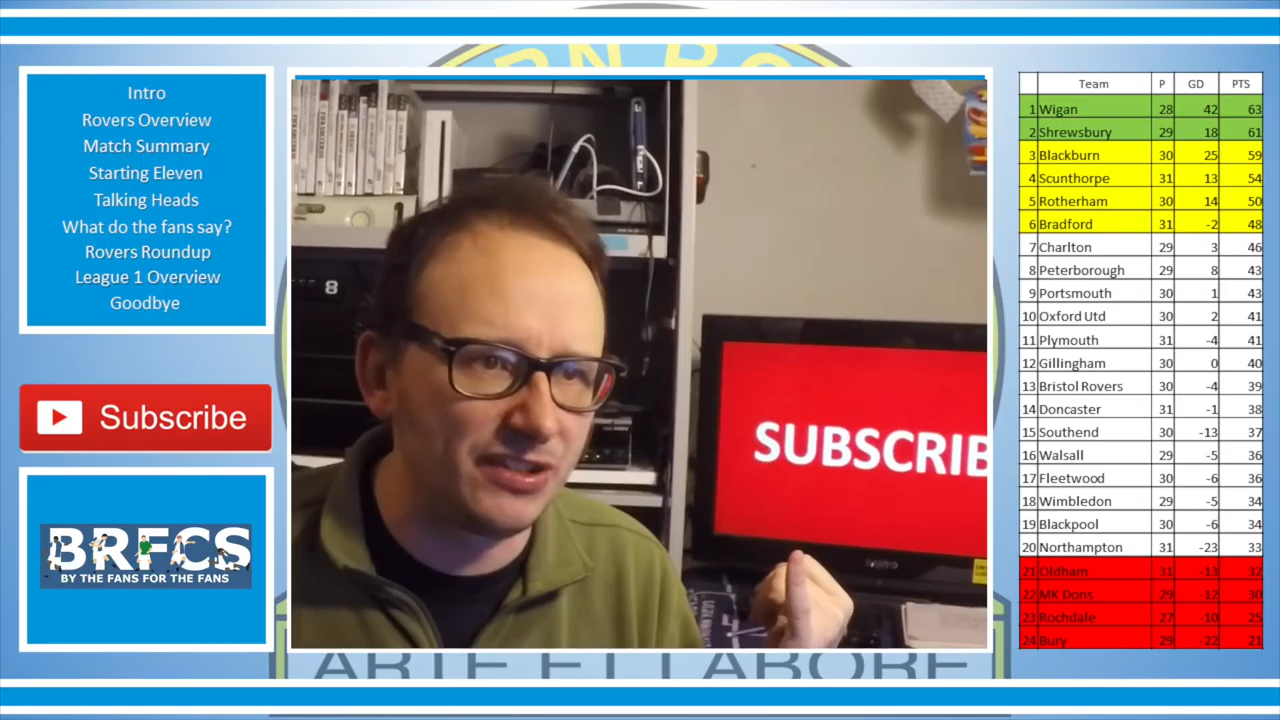 RN RO
Intro
Rovers Overview
Match Summary
Starting Eleven
Talking Heads
What do the fans say?
Rovers Roundup
League 1 Overview
Goodbye
Subscribe
BRFCS
BY THE FANS FOR THE FANS
8
SUBSCRIB
ARTE ET LABORE
Team P GD PTS
1 Wigan 28 42 63
2 Shrewsbury 29 18 61
3 Blackburn 30 25 59
4 Scunthorpe 31 13 54
5 Rotherham 30 14 50
6 Bradford 31 -2 48
7 Charlton 29 3 46
8 Peterborough 29 8 43
9 Portsmouth 30 1 43
10 Oxford Utd 30 2 41
11 Plymouth 31 -4 41
12 Gillingham 30 0 40
13 Bristol Rovers 30 -4 39
14 Doncaster 31 -1 38
15 Southend 30 -13 37
16 Walsall 29 -5 36
17 Fleetwood 30 -6 36
18 Wimbledon 29 -5 34
19 Blackpool 30 -6 34
20 Northampton 31 -23 33
21 Oldham 31 -13 32
22 MK Dons 29 -12 30
23 Rochdale 27 -10 25
24 Bury 29 -22 21